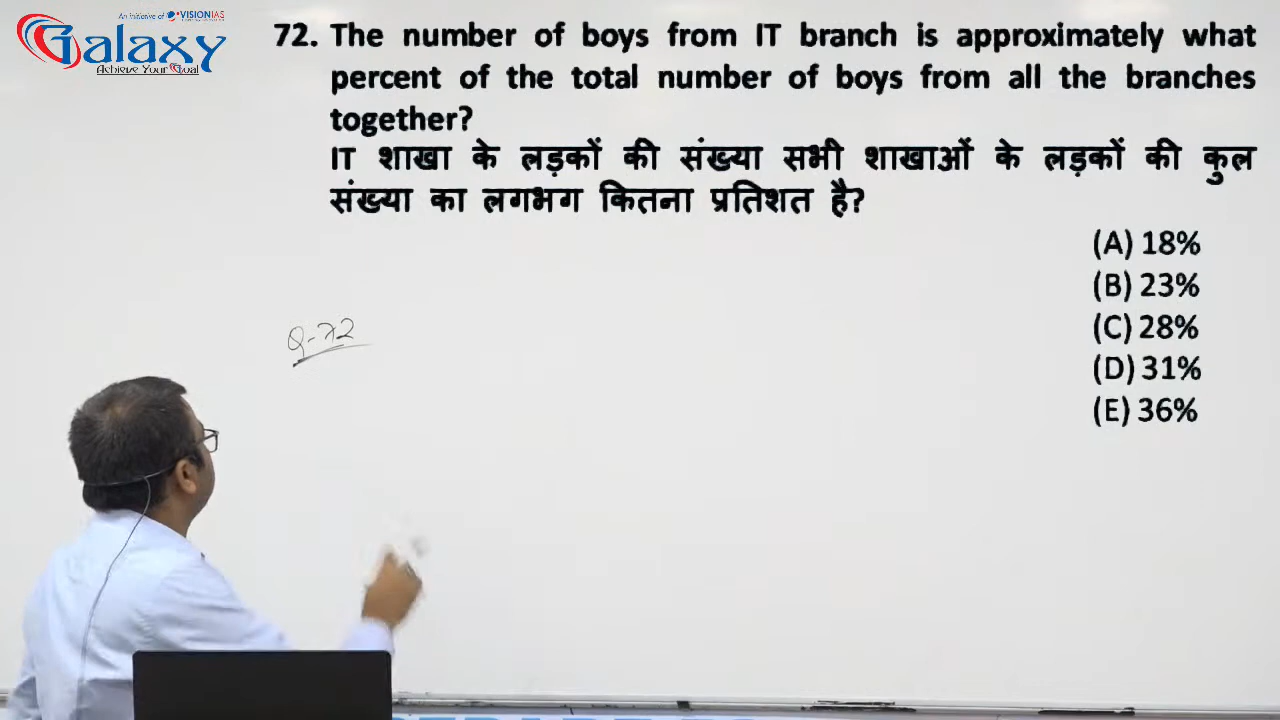 An initiative of VISIONIAS
Galaxy
Achieve Your Goal
72. The number of boys from IT branch is approximately what
percent of the total number of boys from all the branches
together?
IT शाखा के लड़कों की संख्या सभी शाखाओं के लड़कों की कुल
संख्या का लगभग कितना प्रतिशत है?
(A) 18%
(B) 23%
(C) 28%
(D) 31%
(E) 36%
Q-72